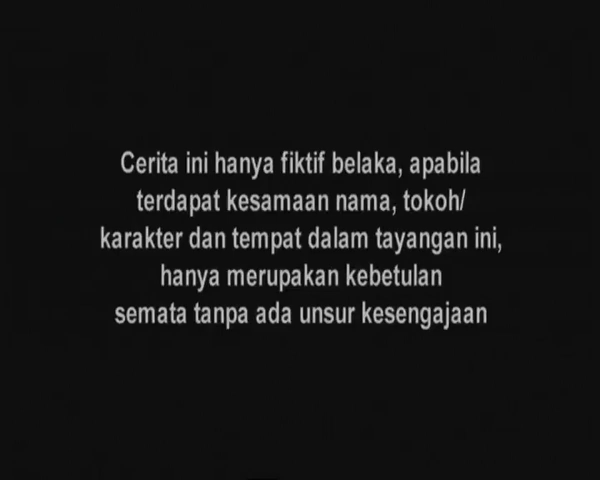 Cerita ini hanya fiktif belaka, apabila
terdapat kesamaan nama, tokoh/
karakter dan tempat dalam tayangan ini,
hanya merupakan kebetulan
semata tanpa ada unsur kesengajaan